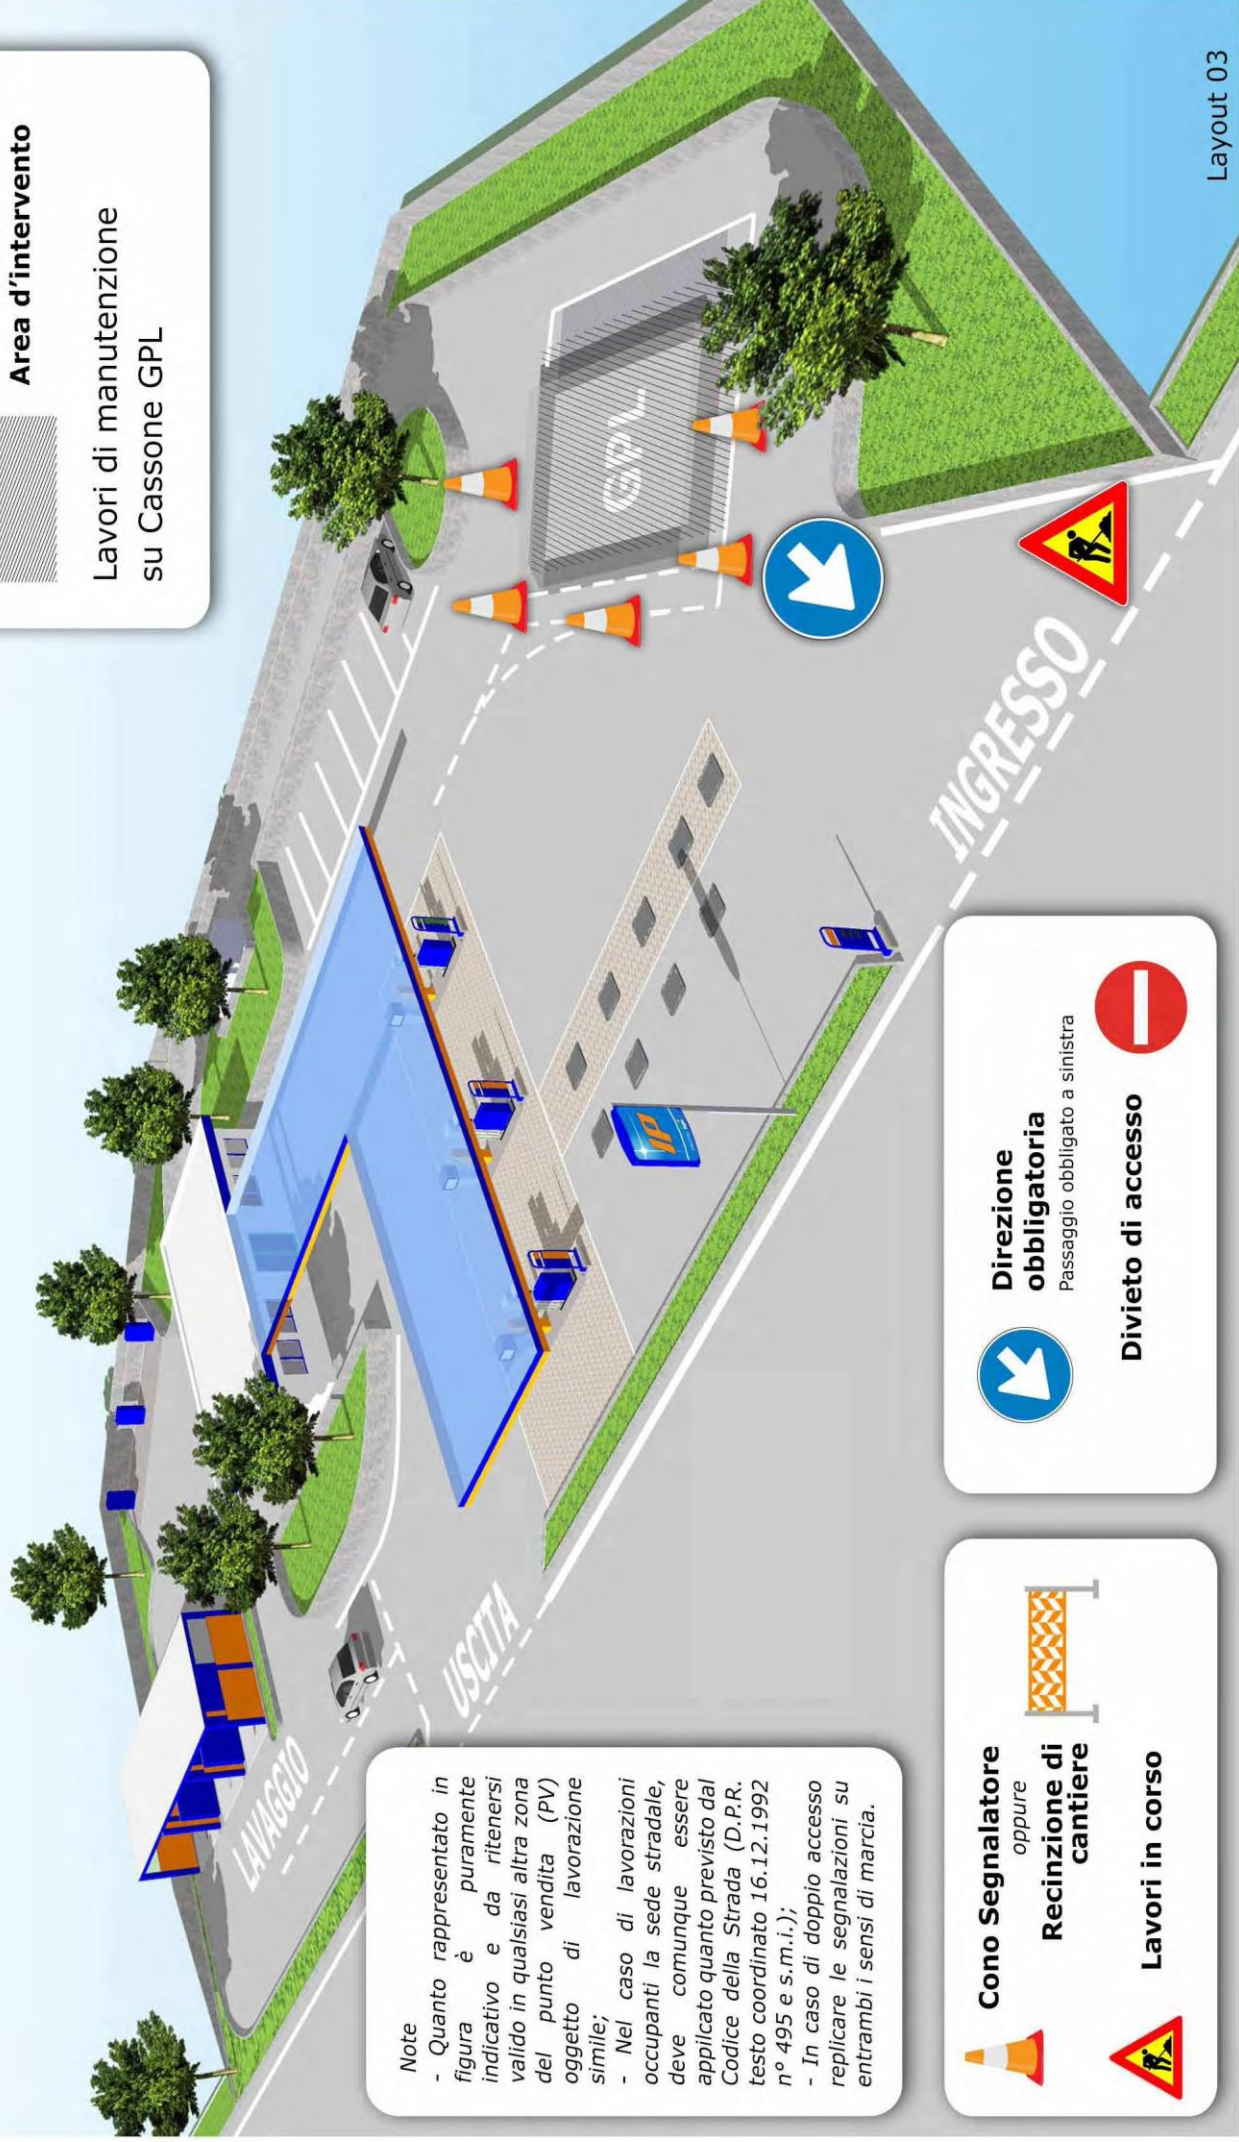 Area d'intervento
Lavori di manutenzione
su Cassone GPL
GPL
INGRESSO
USCITA
LAVAGGIO
IP
Note
- Quanto rappresentato in
figura è puramente
indicativo e da ritenersi
valido in qualsiasi altra zona
del punto vendita (PV)
oggetto di lavorazione
simile;
- Nel caso di lavorazioni
occupanti la sede stradale,
deve comunque essere
appilcato quanto previsto dal
Codice della Strada (D.P.R.
testo coordinato 16.12.1992
n° 495 e s.m.i.);
- In caso di doppio accesso
replicare le segnalazioni su
entrambi i sensi di marcia.
Cono Segnalatore
oppure
Recinzione di
cantiere
Lavori in corso
Direzione
obbligatoria
Passaggio obbligato a sinistra
Divieto di accesso
Layout 03